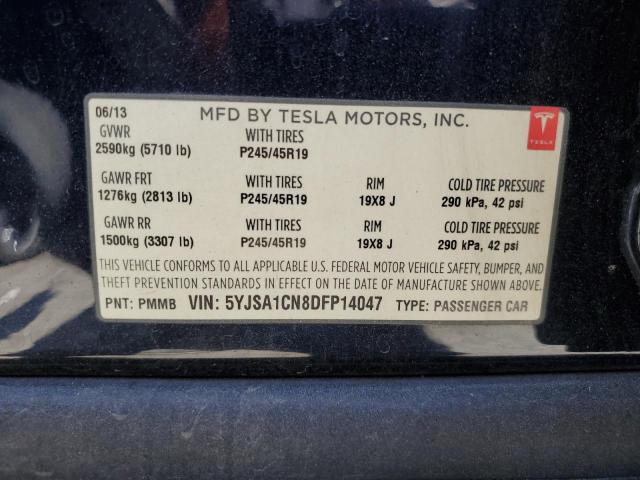 06/13 MFD BY TESLA MOTORS, INC.
TESLA
GVWR WITH TIRES
2590kg (5710 lb) P245/45R19
GAWR FRT WITH TIRES RIM COLD TIRE PRESSURE
1276kg (2813 lb) P245/45R19 19X8 J 290 kPa, 42 psi
GAWR RR WITH TIRES RIM COLD TIRE PRESSURE
1500kg (3307 lb) P245/45R19 19X8 J 290 kPa, 42 psi
THIS VEHICLE CONFORMS TO ALL APPLICABLE U.S. FEDERAL MOTOR VEHICLE SAFETY, BUMPER, AND
THEFT PREVENTION STANDARDS IN EFFECT ON THE DATE OF MANUFACTURE SHOWN ABOVE.
PNT: PMMB VIN: 5YJSA1CN8DFP14047 TYPE: PASSENGER CAR